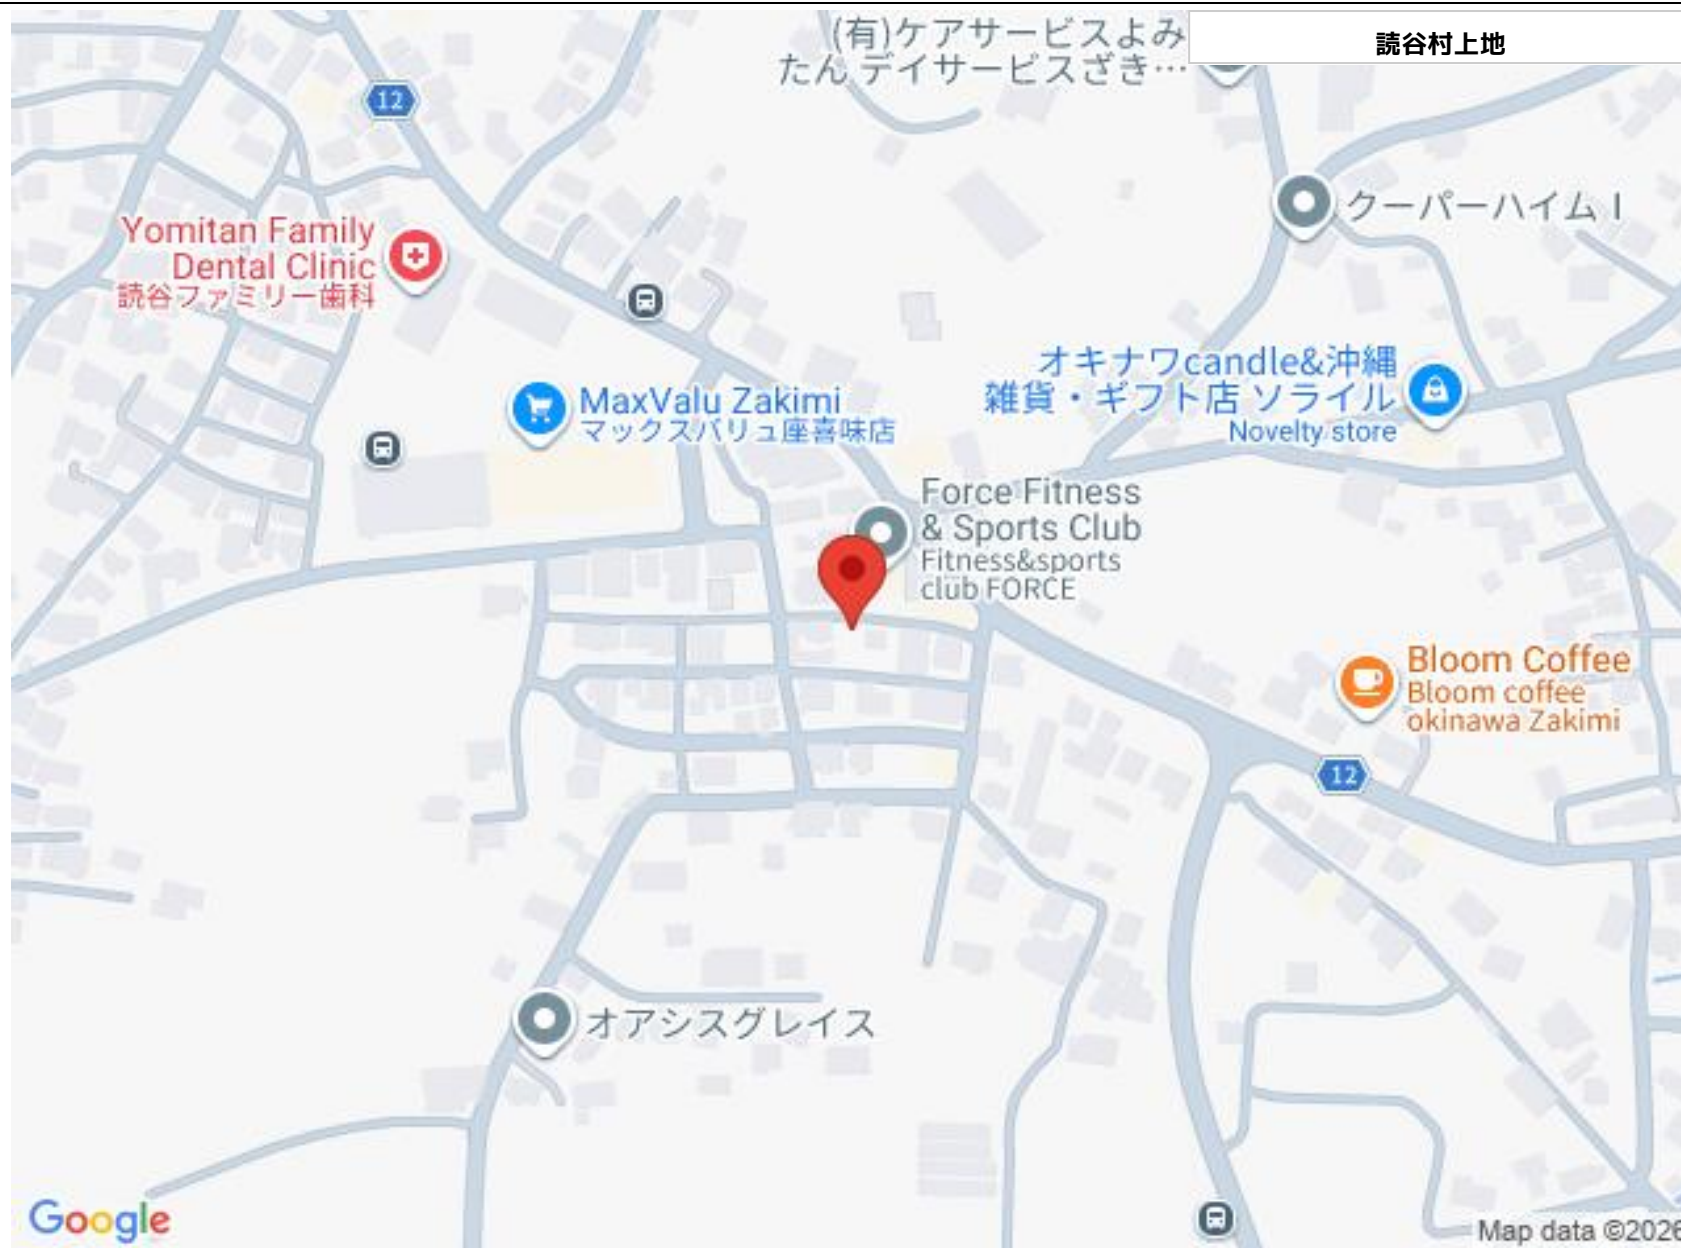 (有)ケアサービスよみ
たん デイサービスざき…
読谷村上地
12
クーパーハイム I
Yomitan Family
Dental Clinic
読谷ファミリー歯科
オキナワcandle&沖縄
雑貨・ギフト店 ソライル
Novelty store
MaxValu Zakimi
マックスバリュ座喜味店
Force Fitness
& Sports Club
Fitness&sports
club FORCE
Bloom Coffee
Bloom coffee
okinawa Zakimi
12
オアシスグレイス
Google
Map data ©2026